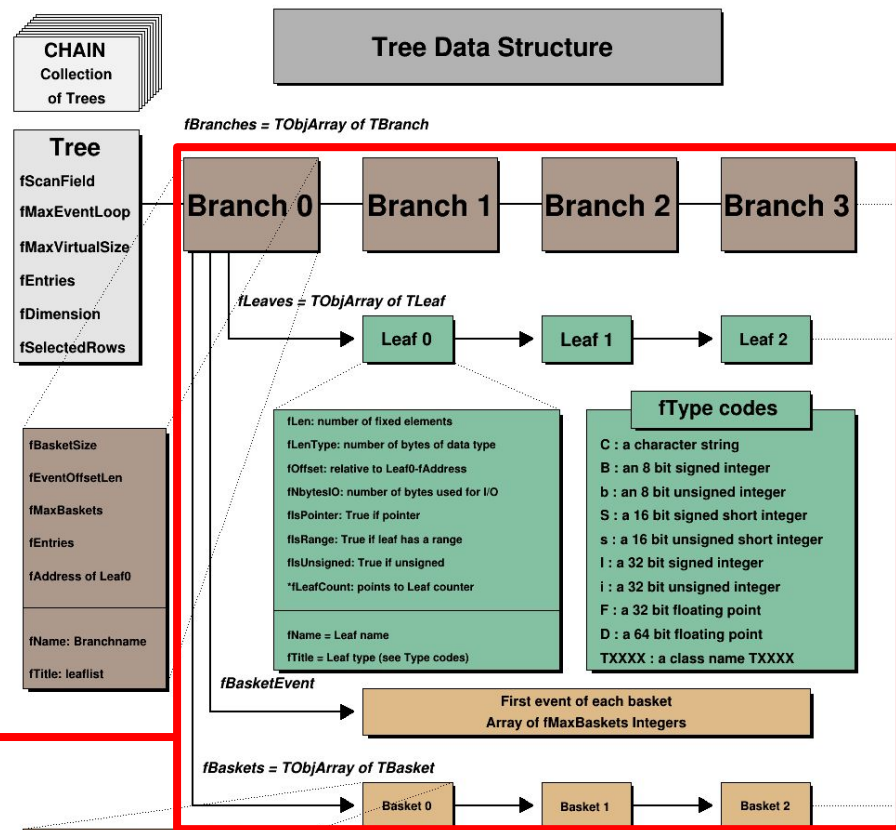 CHAIN
Collection
of Trees
Tree Data Structure
fBranches = TObjArray of TBranch
Tree
fScanField
fMaxEventLoop
fMaxVirtualSize
fEntries
fDimension
fSelectedRows
Branch 0
Branch 1
Branch 2
Branch 3
fLeaves = TObjArray of TLeaf
Leaf 0
Leaf 1
Leaf 2
fBasketSize
fEventOffsetLen
fMaxBaskets
fEntries
fAddress of Leaf0
fName: Branchname
fTitle: leaflist
fLen: number of fixed elements
fLenType: number of bytes of data type
fOffset: relative to Leaf0-fAddress
fNbytesIO: number of bytes used for I/O
fIsPointer: True if pointer
fIsRange: True if leaf has a range
fIsUnsigned: True if unsigned
*fLeafCount: points to Leaf counter
fName = Leaf name
fTitle = Leaf type (see Type codes)
fType codes
C : a character string
B : an 8 bit signed integer
b : an 8 bit unsigned integer
S : a 16 bit signed short integer
s : a 16 bit unsigned short integer
I : a 32 bit signed integer
i : a 32 bit unsigned integer
F : a 32 bit floating point
D : a 64 bit floating point
TXXXX : a class name TXXXX
fBasketEvent
First event of each basket
Array of fMaxBaskets Integers
fBaskets = TObjArray of TBasket
Basket 0
Basket 1
Basket 2